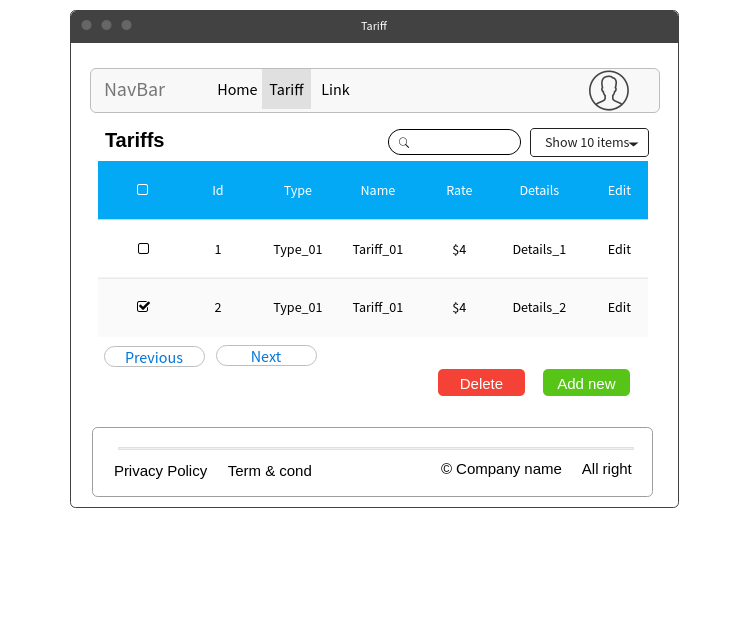 Tariff
NavBar Home Tariff Link
Tariffs Show 10 items
Id Type Name Rate Details Edit
1 Type_01 Tariff_01 $4 Details_1 Edit
2 Type_01 Tariff_01 $4 Details_2 Edit
Previous Next
Delete Add new
Privacy Policy Term & cond © Company name All right